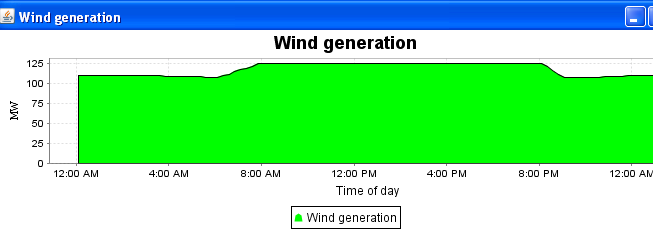 Wind generation
Wind generation
125
100
75
50
25
0
MW
12:00 AM 4:00 AM 8:00 AM 12:00 PM 4:00 PM 8:00 PM 12:00 AM
Time of day
Wind generation